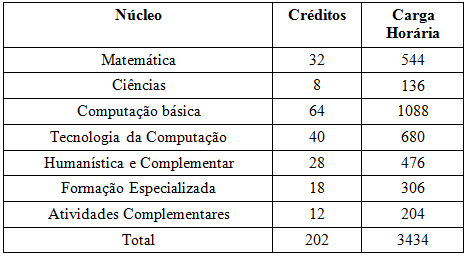 Núcleo Créditos Carga Horária
Matemática 32 544
Ciências 8 136
Computação básica 64 1088
Tecnologia da Computação 40 680
Humanística e Complementar 28 476
Formação Especializada 18 306
Atividades Complementares 12 204
Total 202 3434